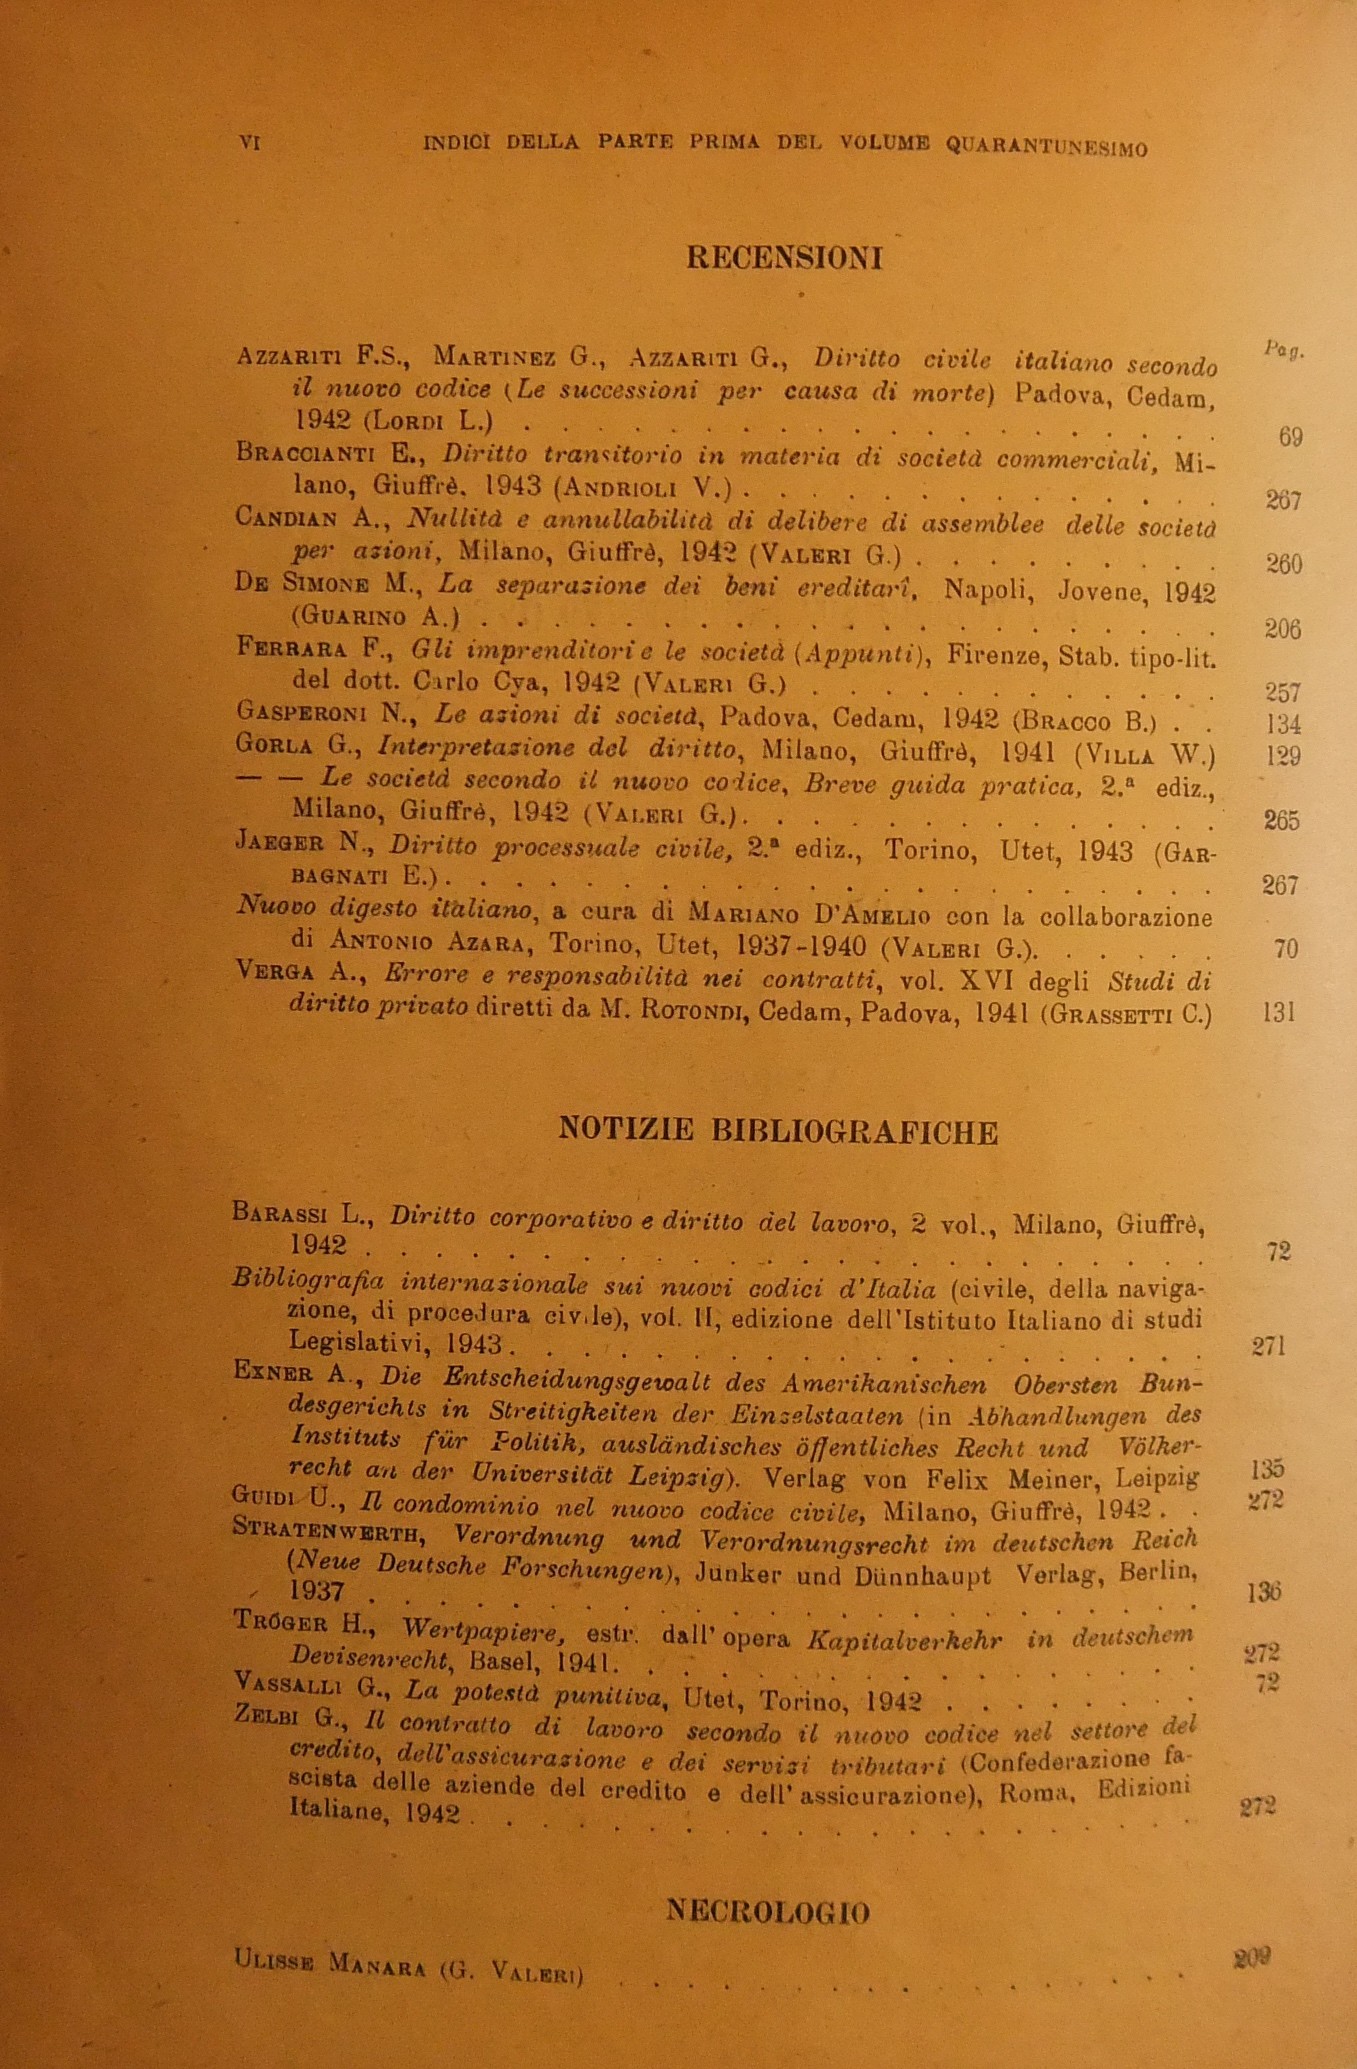 VI INDICI DELLA PARTE PRIMA DEL VOLUME QUARANTUNESIMO
RECENSIONI
Pag.
AZZARITI F.S., MARTINEZ G., AZZARITI G., Diritto civile italiano secondo
il nuovo codice (Le successioni per causa di morte) Padova, Cedam,
1942 (LORDI L.) . . . . . . . . . . . . . . . . . . . 69
BRACCIANTI E., Diritto transitorio in materia di società commerciali, Mi-
lano, Giuffrè, 1943 (ANDRIOLI V.) . . . . . . . . . . . . . 267
CANDIAN A., Nullità e annullabilità di delibere di assemblee delle società
per azioni, Milano, Giuffrè, 1942 (VALERI G.) . . . . . . . . . 260
DE SIMONE M., La separazione dei beni ereditarî, Napoli, Jovene, 1942
(GUARINO A.) . . . . . . . . . . . . . . . . . . . . 206
FERRARA F., Gli imprenditori e le società (Appunti), Firenze, Stab. tipo-lit.
del dott. Carlo Cya, 1942 (VALERI G.) . . . . . . . . . . . . 257
GASPERONI N., Le azioni di società, Padova, Cedam, 1942 (BRACCO B.) . . 134
GORLA G., Interpretazione del diritto, Milano, Giuffrè, 1941 (VILLA W.) 129
— — Le società secondo il nuovo codice, Breve guida pratica, 2.ª ediz.,
Milano, Giuffrè, 1942 (VALERI G.). . . . . . . . . . . . . 265
JAEGER N., Diritto processuale civile, 2.ª ediz., Torino, Utet, 1943 (GAR-
BAGNATI E.). . . . . . . . . . . . . . . . . . . . . 267
Nuovo digesto italiano, a cura di MARIANO D'AMELIO con la collaborazione
di ANTONIO AZARA, Torino, Utet, 1937-1940 (VALERI G.). . . . . . 70
VERGA A., Errore e responsabilità nei contratti, vol. XVI degli Studi di
diritto privato diretti da M. ROTONDI, Cedam, Padova, 1941 (GRASSETTI C.) 131
NOTIZIE BIBLIOGRAFICHE
BARASSI L., Diritto corporativo e diritto del lavoro, 2 vol., Milano, Giuffrè,
1942 . . . . . . . . . . . . . . . . . . . . . . . 72
Bibliografia internazionale sui nuovi codici d'Italia (civile, della naviga-
zione, di procedura civile), vol. II, edizione dell'Istituto Italiano di studi
Legislativi, 1943. . . . . . . . . . . . . . . . . . . . 271
EXNER A., Die Entscheidungsgewalt des Amerikanischen Obersten Bun-
desgerichts in Streitigkeiten der Einzelstaaten (in Abhandlungen des
Instituts für Politik, ausländisches öffentliches Recht und Völker-
recht an der Universität Leipzig). Verlag von Felix Meiner, Leipzig 135
GUIDI U., Il condominio nel nuovo codice civile, Milano, Giuffrè, 1942 . . 272
STRATENWERTH, Verordnung und Verordnungsrecht im deutschen Reich
(Neue Deutsche Forschungen), Junker und Dünnhaupt Verlag, Berlin,
1937 . . . . . . . . . . . . . . . . . . . . . . . 136
TRÖGER H., Wertpapiere, estr. dall'opera Kapitalverkehr in deutschem
Devisenrecht, Basel, 1941. . . . . . . . . . . . . . . . . 272
VASSALLI G., La potestà punitiva, Utet, Torino, 1942 . . . . . . . . 72
ZELBI G., Il contratto di lavoro secondo il nuovo codice nel settore del
credito, dell'assicurazione e dei servizi tributari (Confederazione fa-
scista delle aziende del credito e dell'assicurazione), Roma, Edizioni
Italiane, 1942 . . . . . . . . . . . . . . . . . . . . . 272
NECROLOGIO
ULISSE MANARA (G. VALERI) . . . . . . . . . . . . . . . . 209